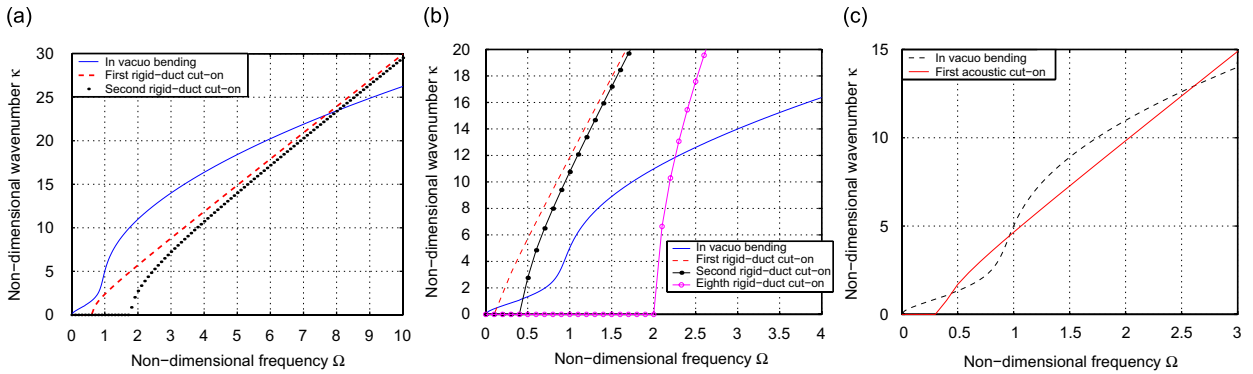 (a)
Non-dimensional wavenumber κ
30
25
20
15
10
5
0
In vacuo bending
First rigid-duct cut-on
Second rigid-duct cut-on
0 1 2 3 4 5 6 7 8 9 10
Non-dimensional frequency Ω
(b)
Non-dimensional wavenumber κ
20
18
16
14
12
10
8
6
4
2
0
In vacuo bending
First rigid-duct cut-on
Second rigid-duct cut-on
Eighth rigid-duct cut-on
0 0.5 1 1.5 2 2.5 3 3.5 4
Non-dimensional frequency Ω
(c)
Non-dimensional wavenumber κ
15
10
5
0
In vacuo bending
First acoustic cut-on
0 0.5 1 1.5 2 2.5 3
Non-dimensional frequency Ω